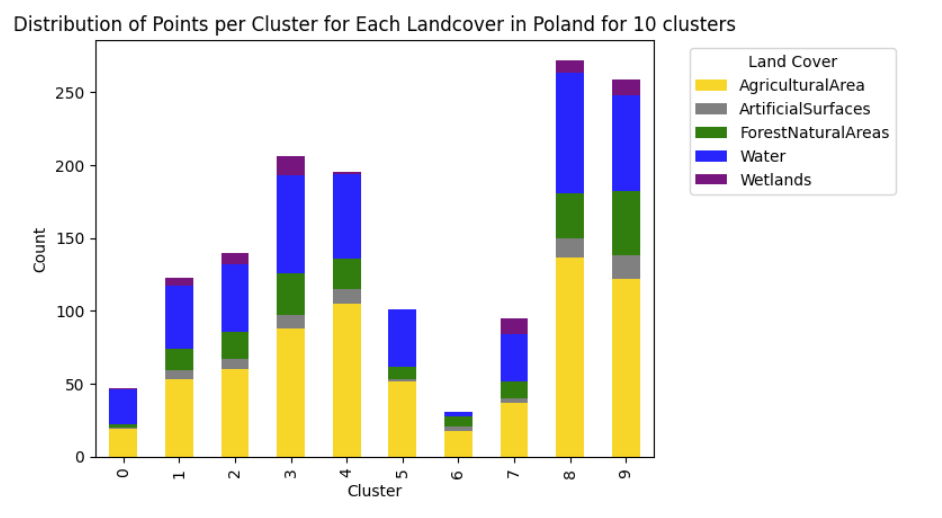 Distribution of Points per Cluster for Each Landcover in Poland for 10 clusters
Land Cover
AgriculturalArea
ArtificialSurfaces
ForestNaturalAreas
Water
Wetlands
Count
250
200
150
100
50
0
0 1 2 3 4 5 6 7 8 9
Cluster